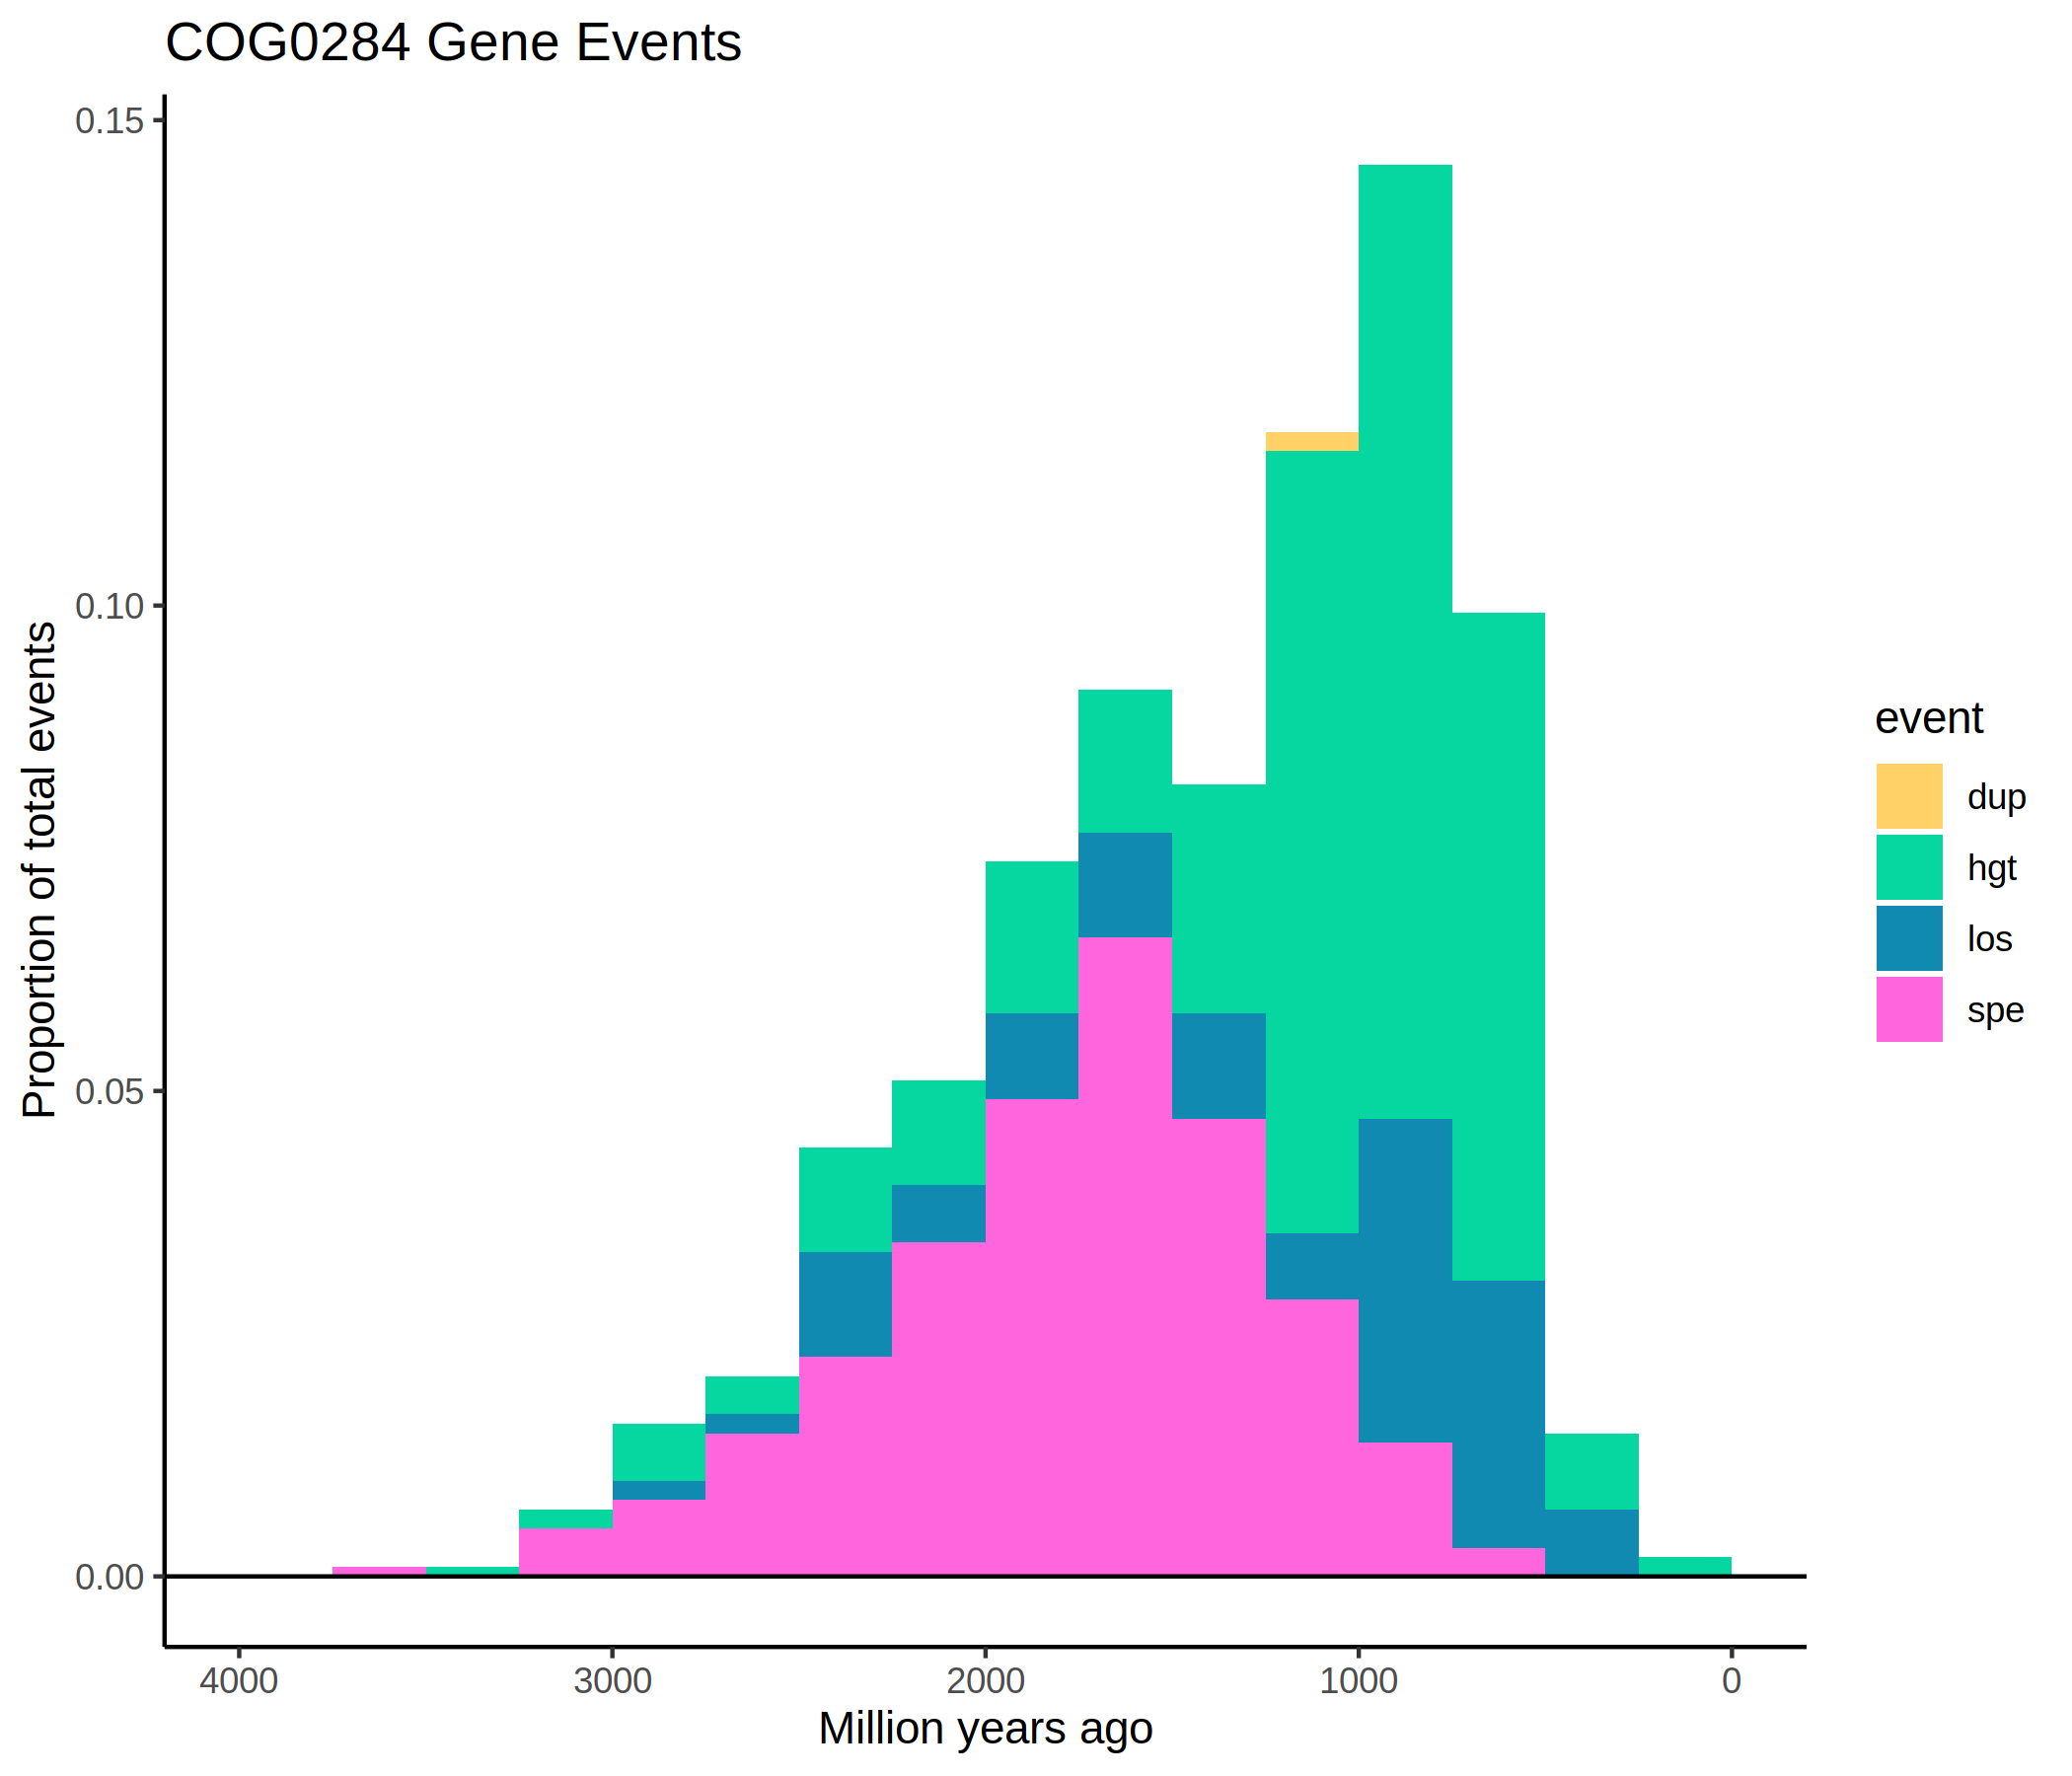 COG0284 Gene Events
0.15
0.10
0.05
0.00
Proportion of total events
4000 3000 2000 1000 0
Million years ago
event
dup
hgt
los
spe